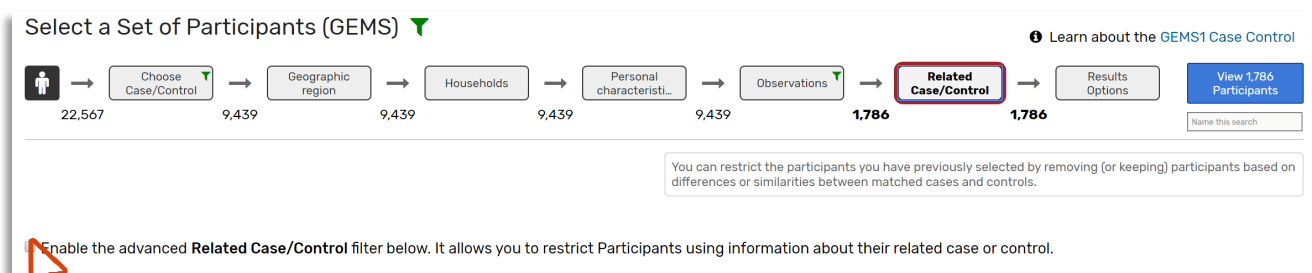 Select a Set of Participants (GEMS)
Learn about the GEMS1 Case Control
Choose
Case/Control
Geographic
region
Households
Personal
characteristi...
Observations
Related
Case/Control
Results
Options
View 1,786
Participants
22,567
9,439
9,439
9,439
9,439
1,786
1,786
Name this search
You can restrict the participants you have previously selected by removing (or keeping) participants based on
differences or similarities between matched cases and controls.
Enable the advanced Related Case/Control filter below. It allows you to restrict Participants using information about their related case or control.